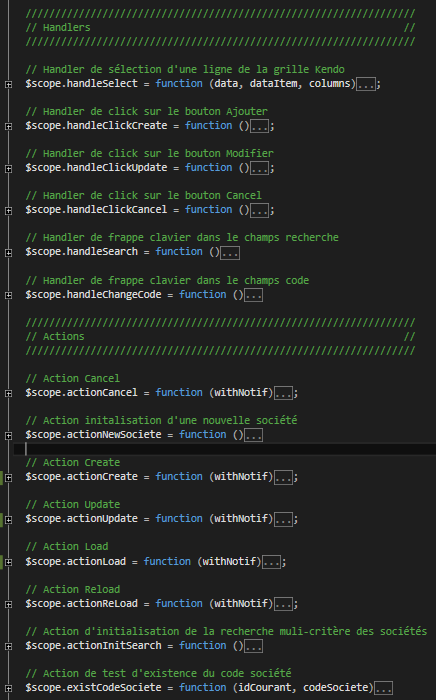 //////////////////////////////////////////////////////////////////
// Handlers //
//////////////////////////////////////////////////////////////////
// Handler de sélection d'une ligne de la grille Kendo
$scope.handleSelect = function (data, dataItem, columns)...;
// Handler de click sur le bouton Ajouter
$scope.handleClickCreate = function ()...;
// Handler de click sur le bouton Modifier
$scope.handleClickUpdate = function ()...;
// Handler de click sur le bouton Cancel
$scope.handleClickCancel = function ()...;
// Handler de frappe clavier dans le champs recherche
$scope.handleSearch = function ()...
// Handler de frappe clavier dans le champs code
$scope.handleChangeCode = function ()...
//////////////////////////////////////////////////////////////////
// Actions //
//////////////////////////////////////////////////////////////////
// Action Cancel
$scope.actionCancel = function (withNotif)...;
// Action initalisation d'une nouvelle société
$scope.actionNewSociete = function ()...
// Action Create
$scope.actionCreate = function (withNotif)...;
// Action Update
$scope.actionUpdate = function (withNotif)...;
// Action Load
$scope.actionLoad = function (withNotif)...;
// Action Reload
$scope.actionReLoad = function (withNotif)...;
// Action d'initialisation de la recherche muli-critère des sociétés
$scope.actionInitSearch = function ()...
// Action de test d'existence du code société
$scope.existCodeSociete = function (idCourant, codeSociete)...